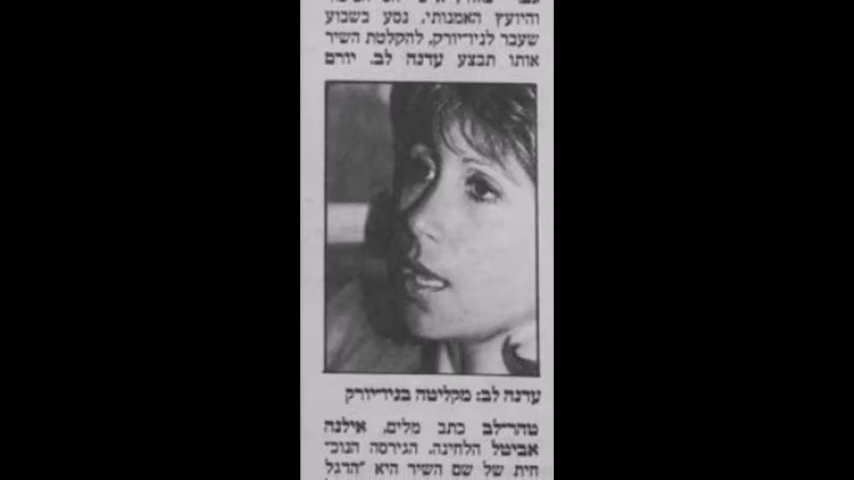 והיועץ האמנותי, נסע בשבוע
שעבר לניו־יורק, להקלטת השיר
אותו תבצע עדנה לב. יורם
עדנה לב: מקליטה בניו־יורק
טהר־לב כתב מלים, אילנה
אביטל הלחינה. הגירסה הנוכ־
חית של שם השיר היא "הדגל